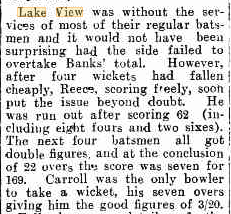 Lake View was without the ser-
vices of most of their regular bats-
men and it would not have been
surprising had the side failed to
overtake Banks' total. However,
after four wickets had fallen
cheaply, Reece, scoring freely, soon
put the issue beyond doubt. He
was run out after scoring 62 (in-
cluding eight fours and two sixes).
The next four batsmen all got
double figures, and at the conclusion
of 22 overs the score was seven for
169. Carroll was the only bowler
to take a wicket, his seven overs
giving him the good figures of 3/20.